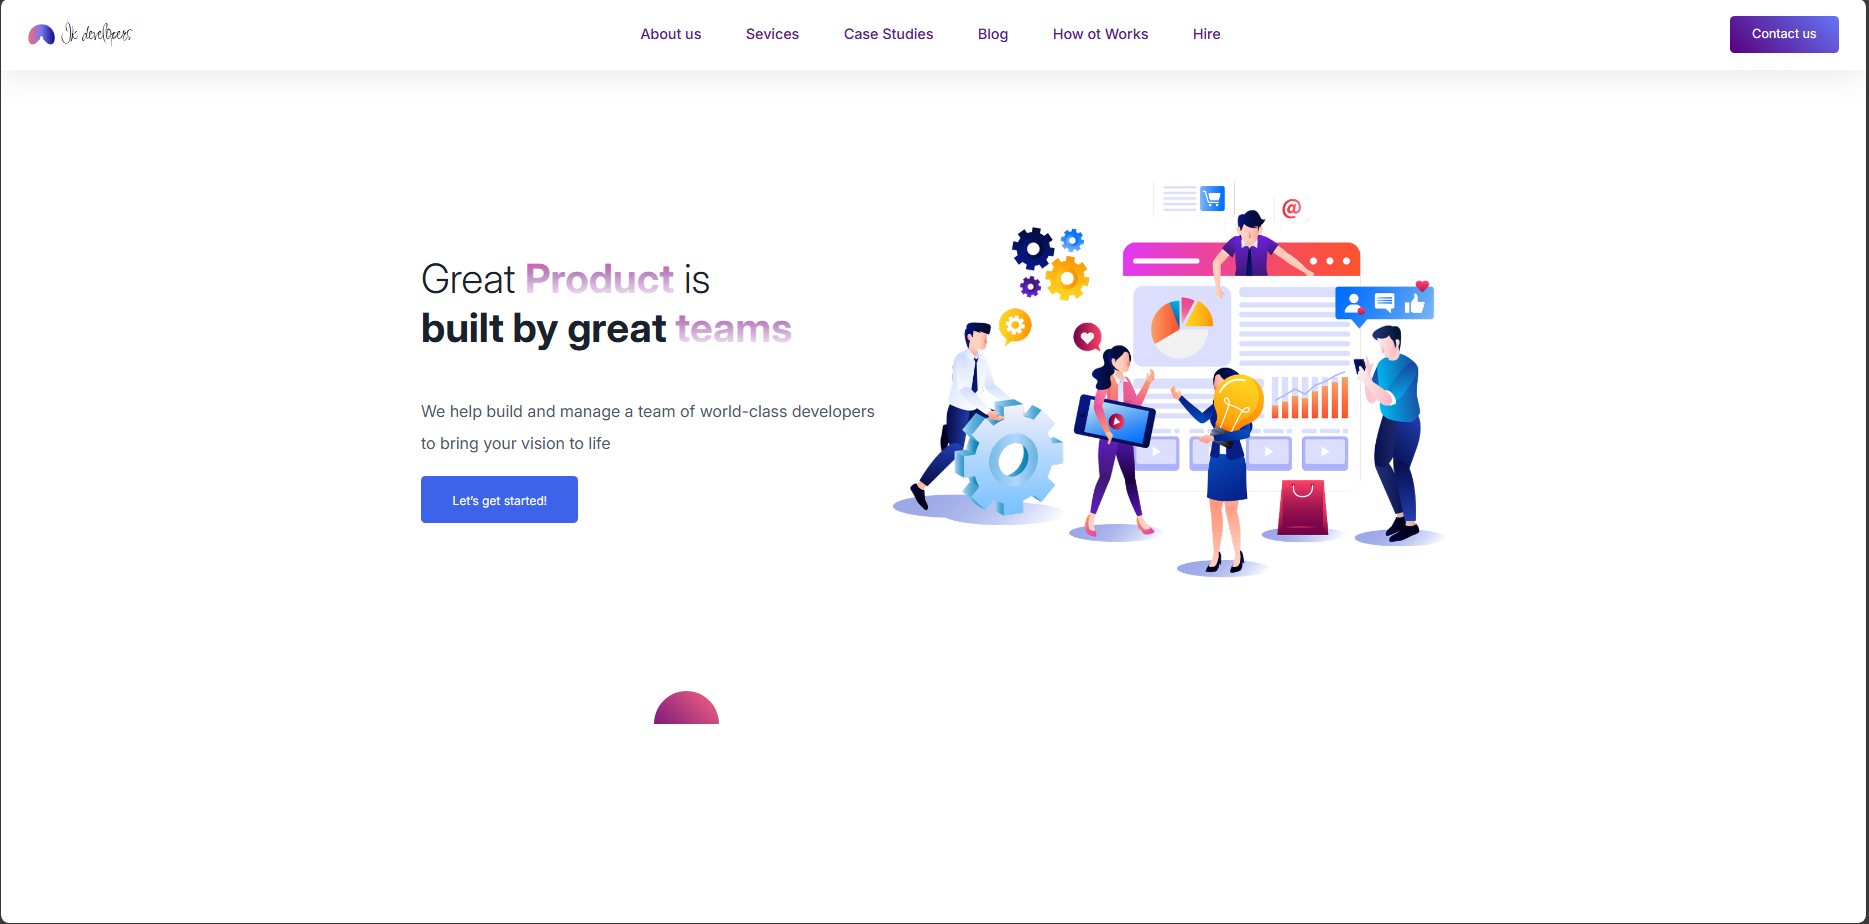 Jk developers
About us
Sevices
Case Studies
Blog
How ot Works
Hire
Contact us
Great Product is
built by great teams
We help build and manage a team of world-class developers
to bring your vision to life
Let's get started!
@